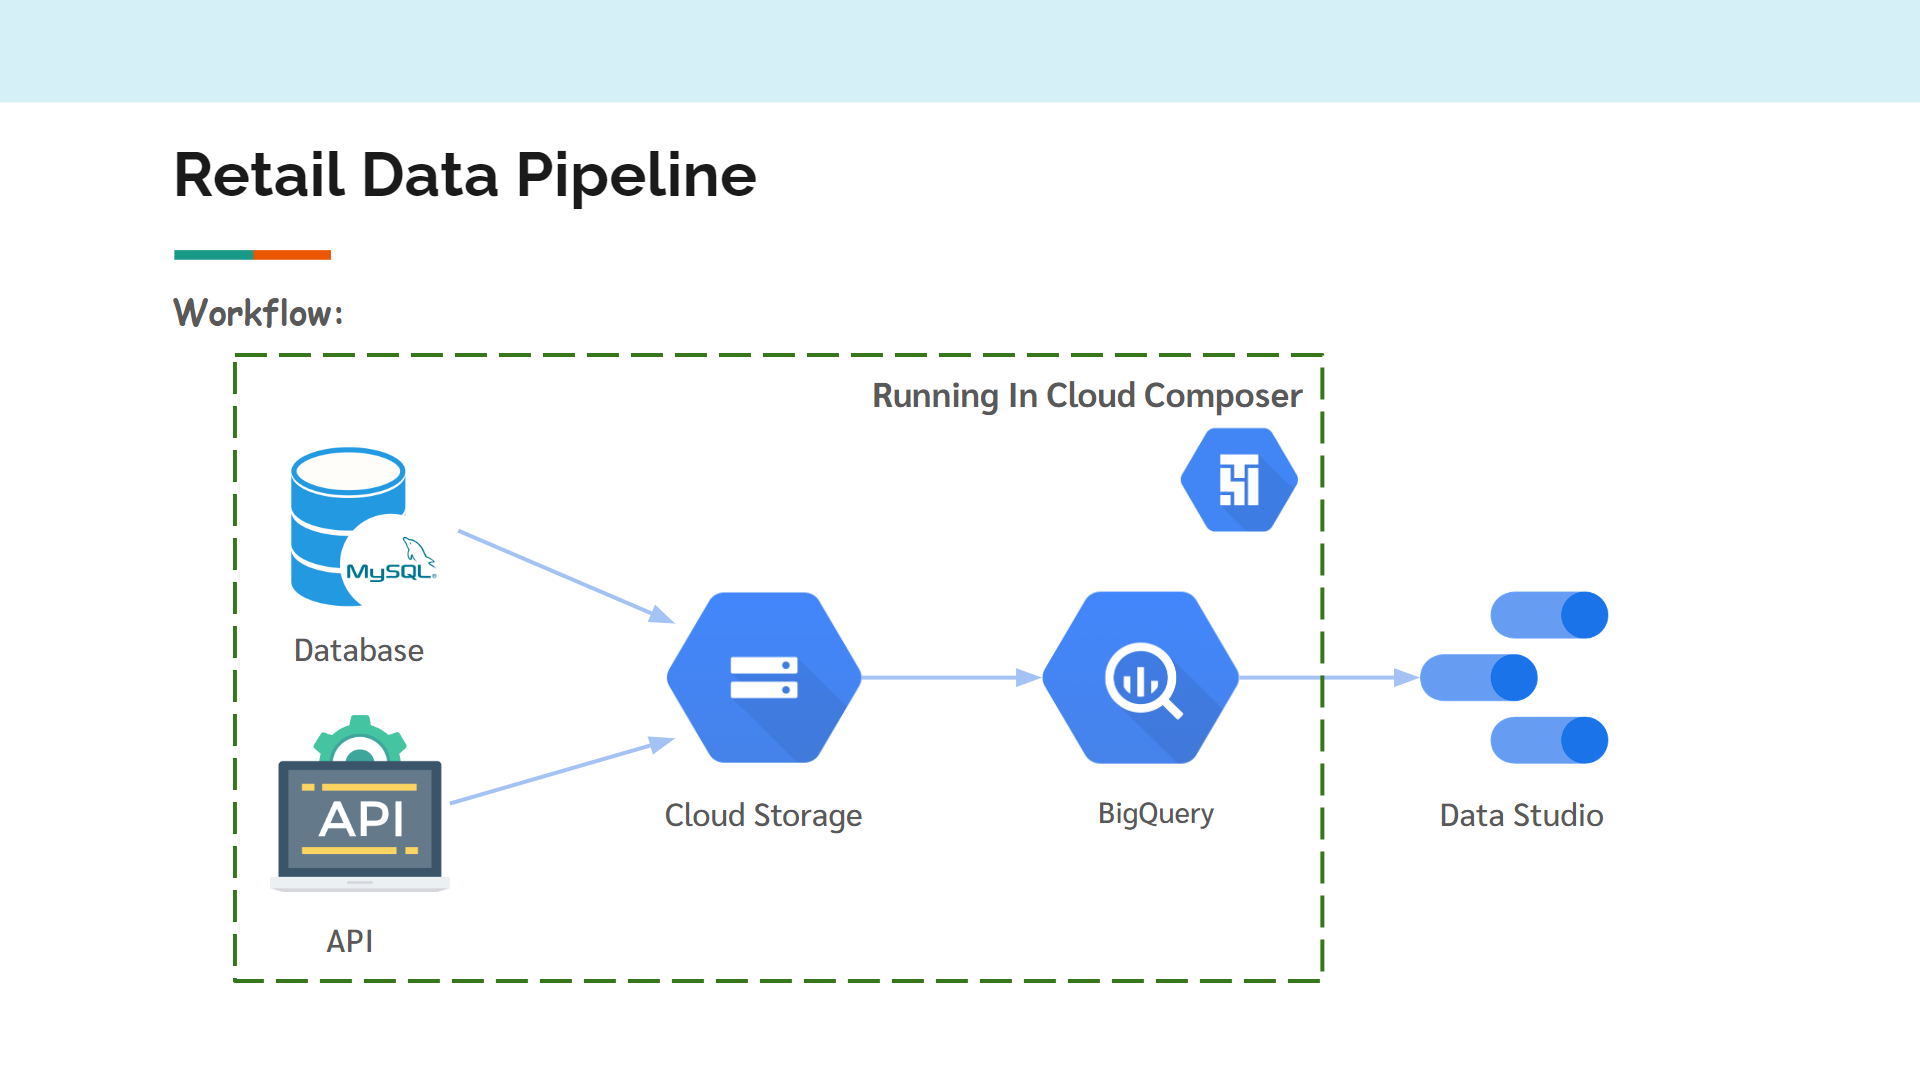 Retail Data Pipeline
Workflow:
Running In Cloud Composer
MySQL®
Database
API
API
Cloud Storage
BigQuery
Data Studio